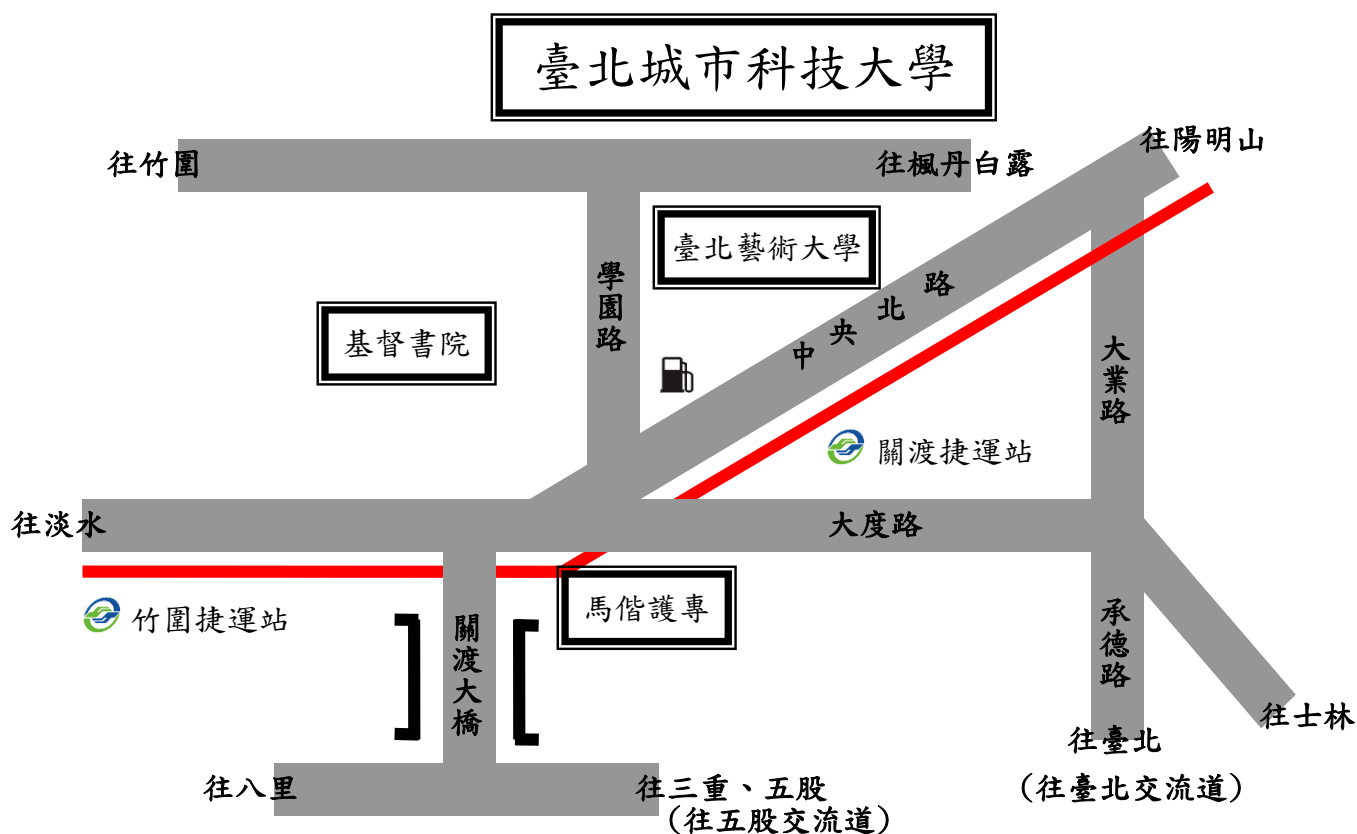 臺北城市科技大學
往竹圍
往楓丹白露
往陽明山
臺北藝術大學
學園路
中央北路
基督書院
大業路
關渡捷運站
往淡水
大度路
竹圍捷運站
關渡大橋
馬偕護專
承德路
往士林
往臺北
(往臺北交流道)
往八里
往三重、五股
(往五股交流道)